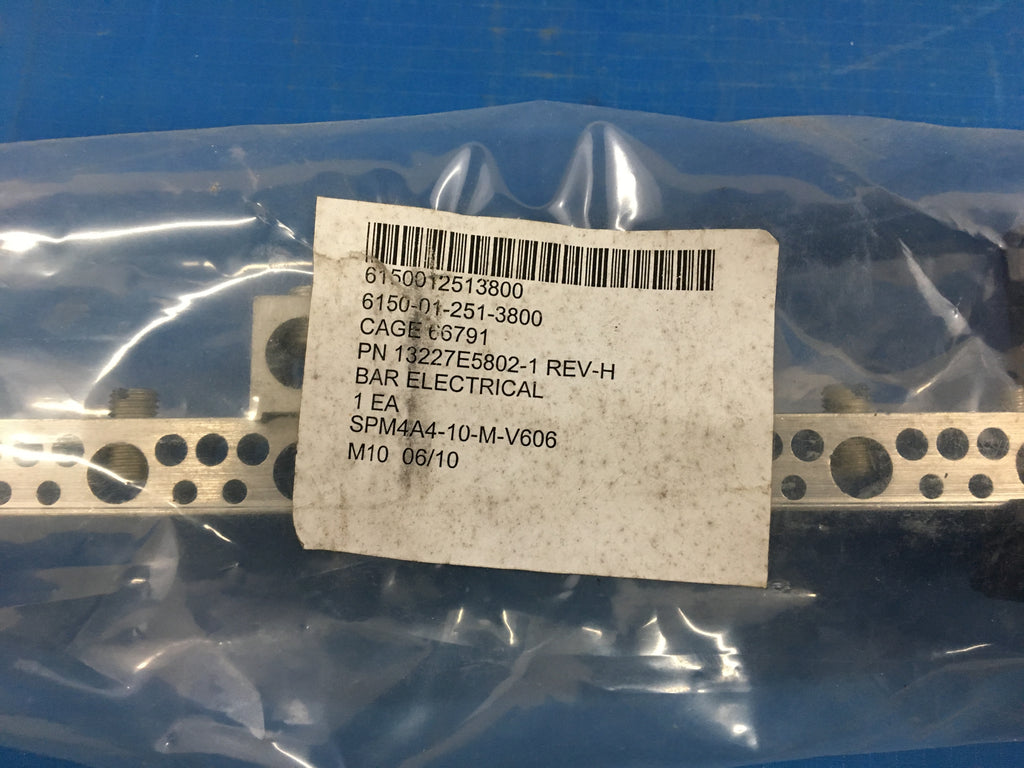 6150012513800
6150-01-251-3800
CAGE 66791
PN 13227E5802-1 REV-H
BAR ELECTRICAL
1 EA
SPM4A4-10-M-V606
M10 06/10